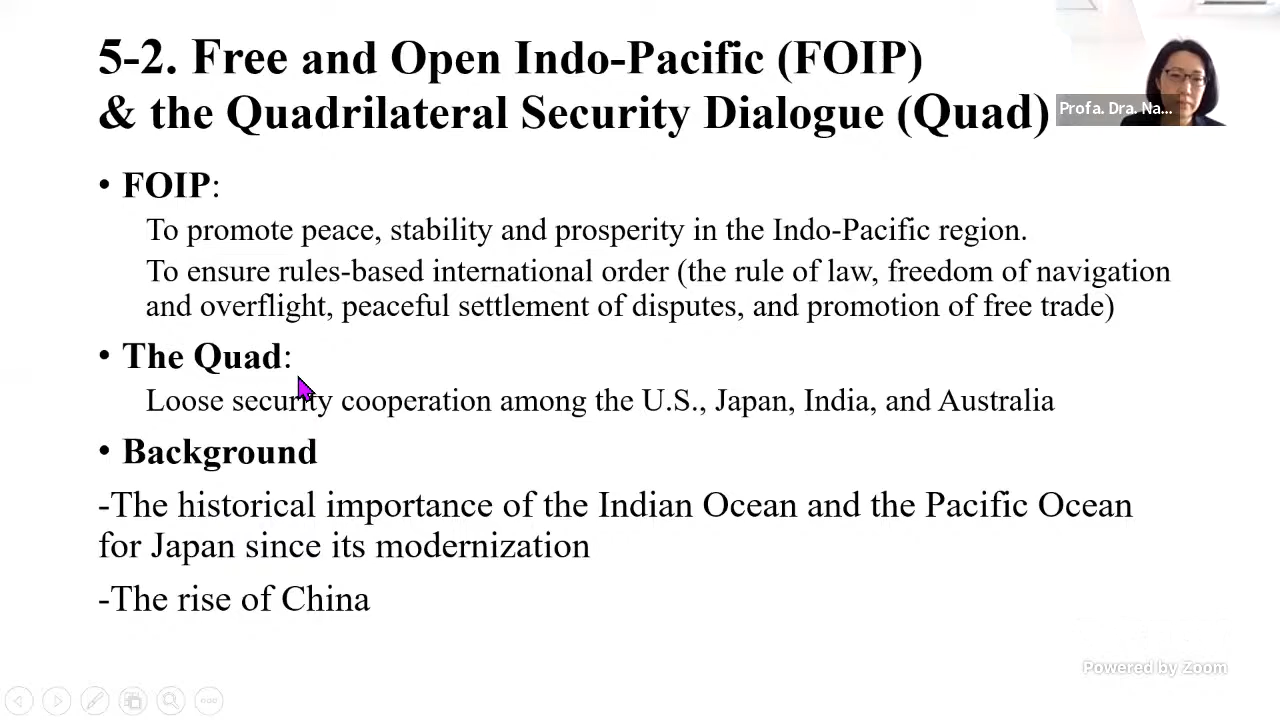 5-2. Free and Open Indo-Pacific (FOIP)
& the Quadrilateral Security Dialogue (Quad)
Profa. Dra. Na...
• FOIP:
To promote peace, stability and prosperity in the Indo-Pacific region.
To ensure rules-based international order (the rule of law, freedom of navigation
and overflight, peaceful settlement of disputes, and promotion of free trade)
• The Quad:
Loose security cooperation among the U.S., Japan, India, and Australia
• Background
-The historical importance of the Indian Ocean and the Pacific Ocean
for Japan since its modernization
-The rise of China
Powered by Zoom